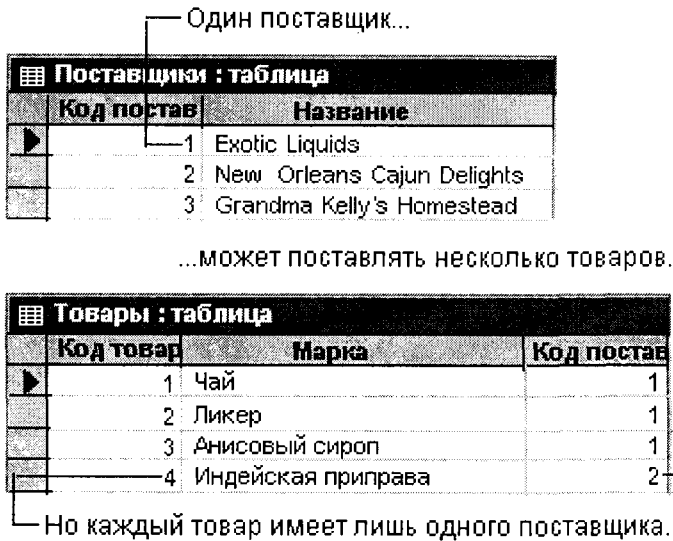 Один поставщик...
Поставщики : таблица
Код постав Название
1 Exotic Liquids
2 New Orleans Cajun Delights
3 Grandma Kelly's Homestead
...может поставлять несколько товаров.
Товары : таблица
Код товар Марка Код постав
1 Чай 1
2 Ликер 1
3 Анисовый сироп 1
4 Индейская приправа 2
Но каждый товар имеет лишь одного поставщика.